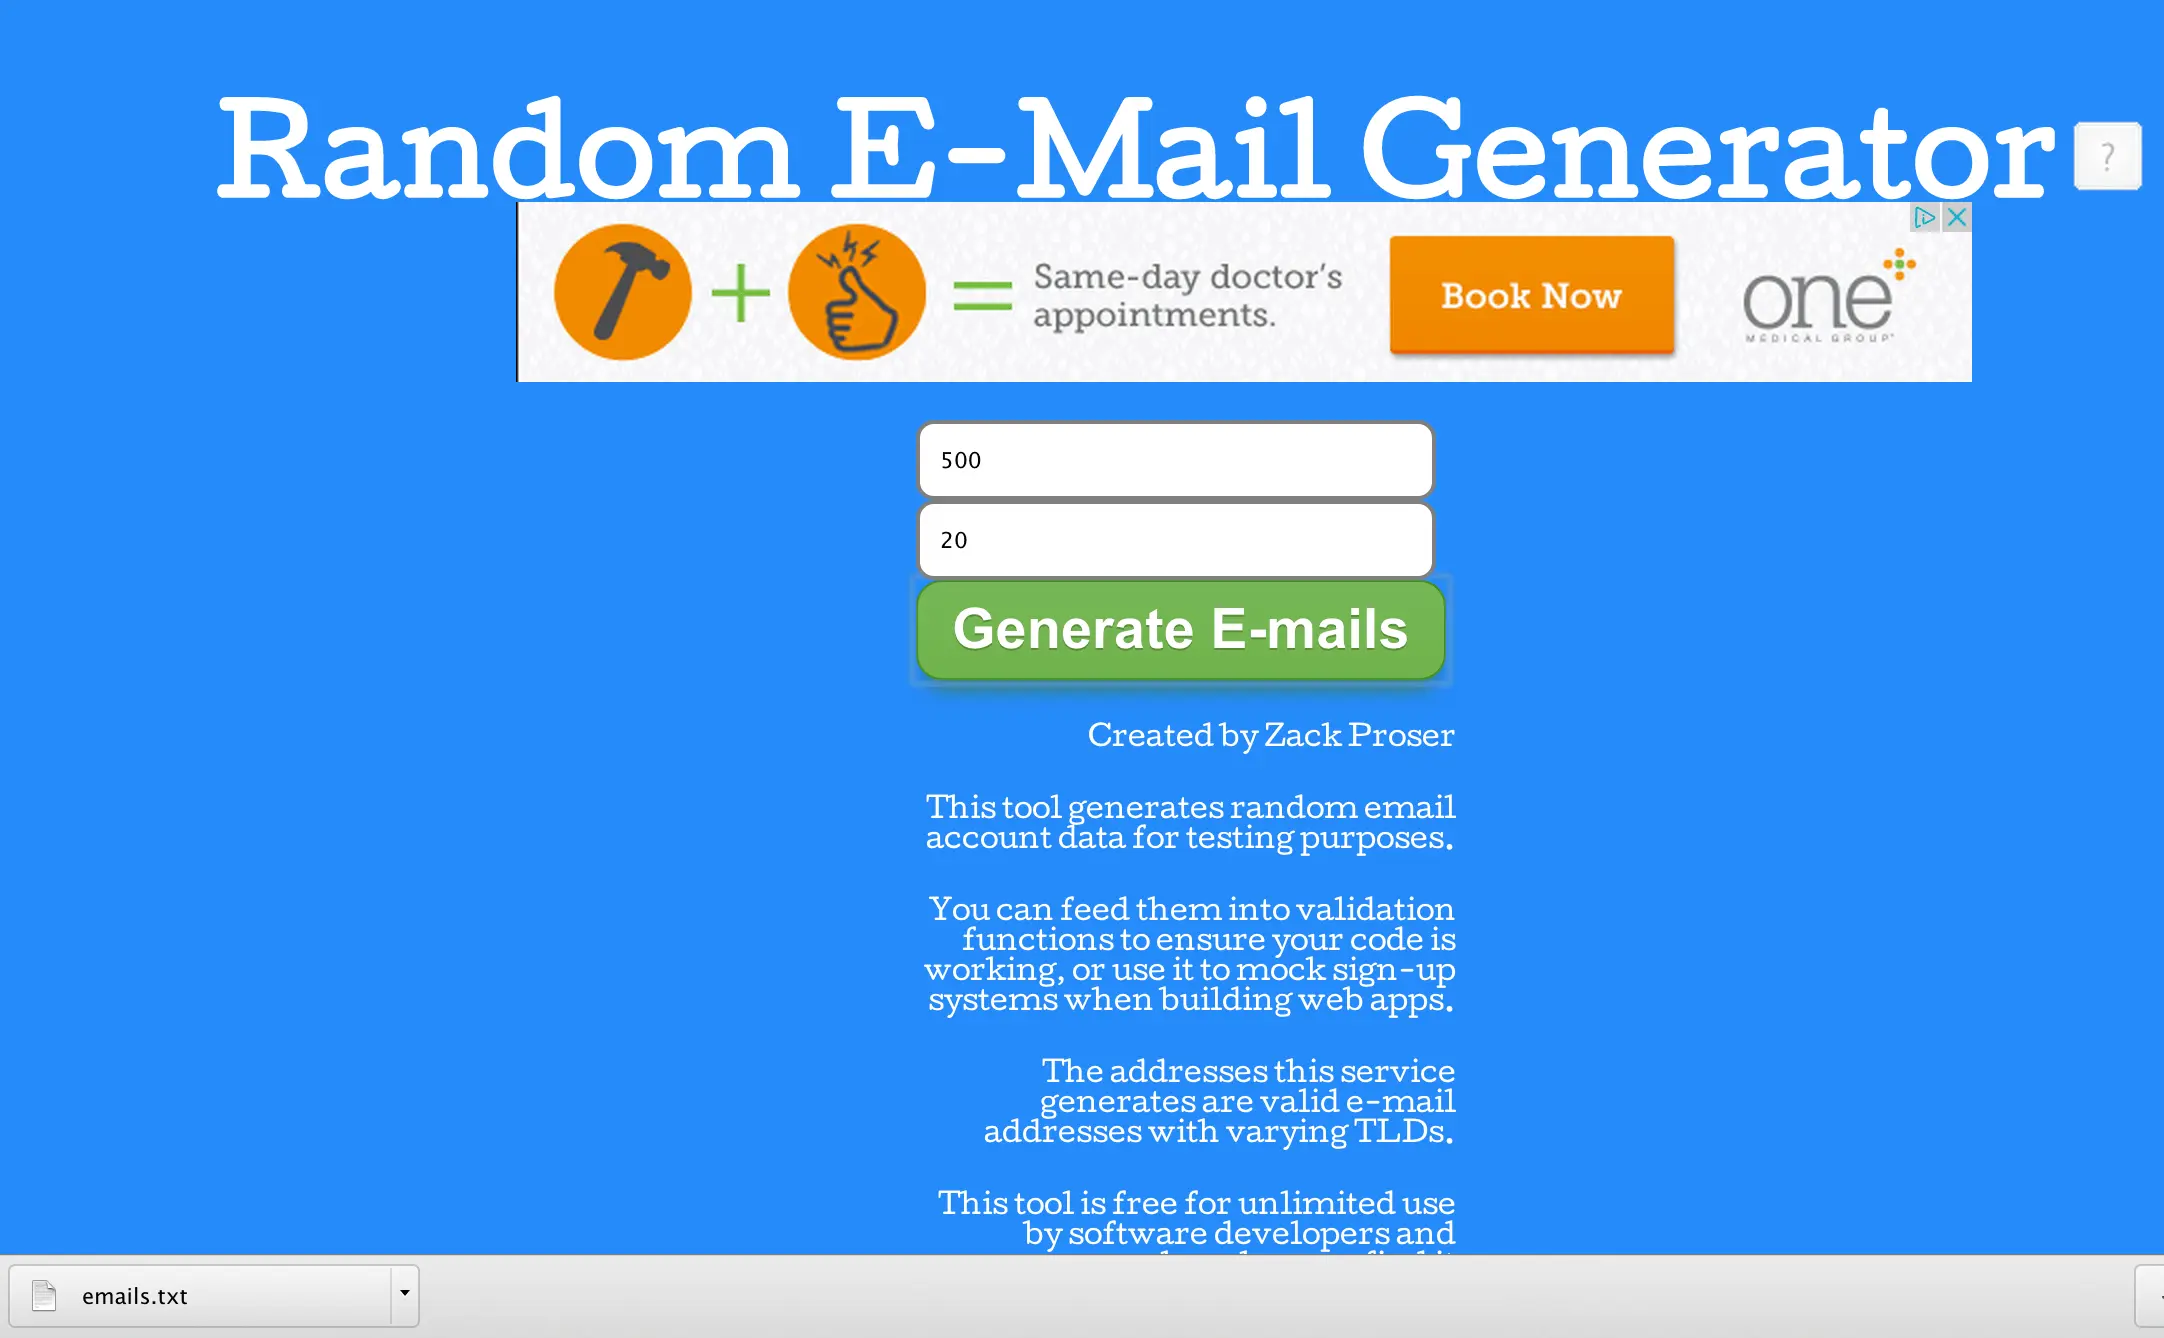 Random E-Mail Generator
?
Same-day doctor's
appointments.
Book Now
one
MEDICAL GROUP
500
20
Generate E-mails
Created by Zack Proser
This tool generates random email
account data for testing purposes.
You can feed them into validation
functions to ensure your code is
working, or use it to mock sign-up
systems when building web apps.
The addresses this service
generates are valid e-mail
addresses with varying TLDs.
This tool is free for unlimited use
by software developers and
emails.txt